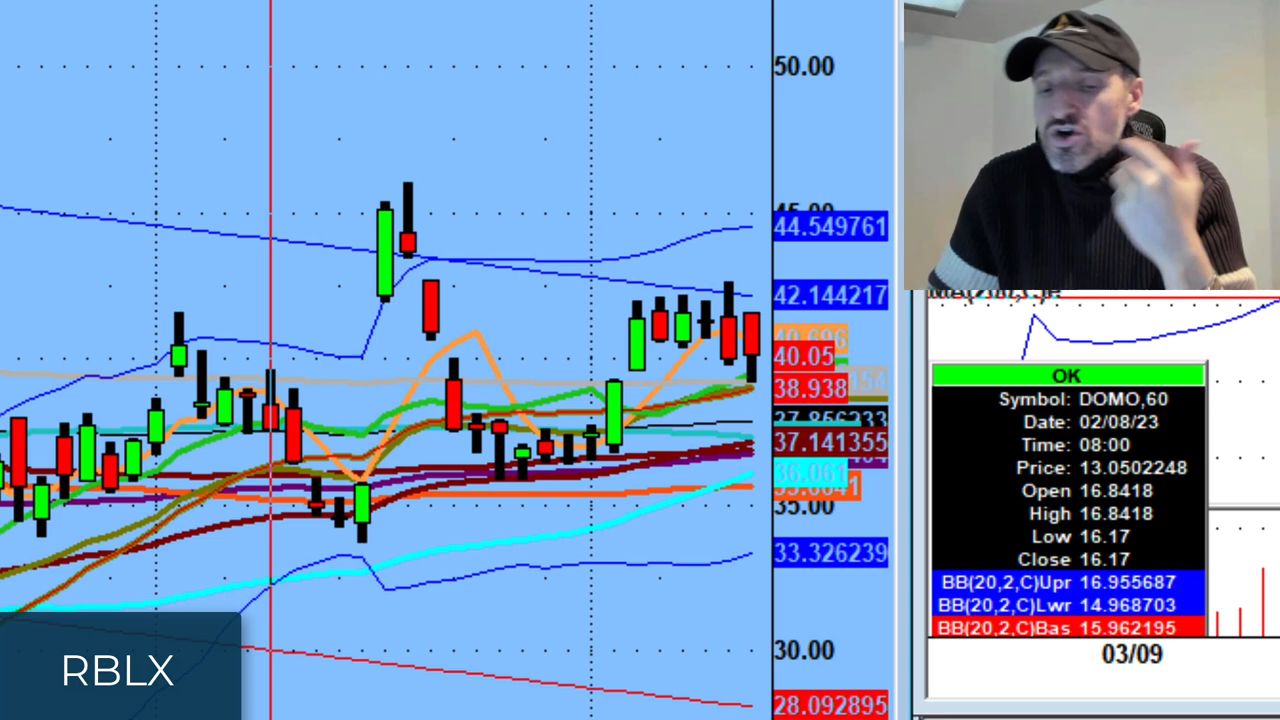 50.00
44.549761
42.144217
40.05
38.938
37.141355
36.061
35.00
33.326239
30.00
28.092895
RBLX
OK
Symbol: DOMO,60
Date: 02/08/23
Time: 08:00
Price: 13.0502248
Open 16.8418
High 16.8418
Low 16.17
Close 16.17
BB(20,2,C)Upr 16.955687
BB(20,2,C)Lwr 14.968703
BB(20,2,C)Bas 15.962195
03/09